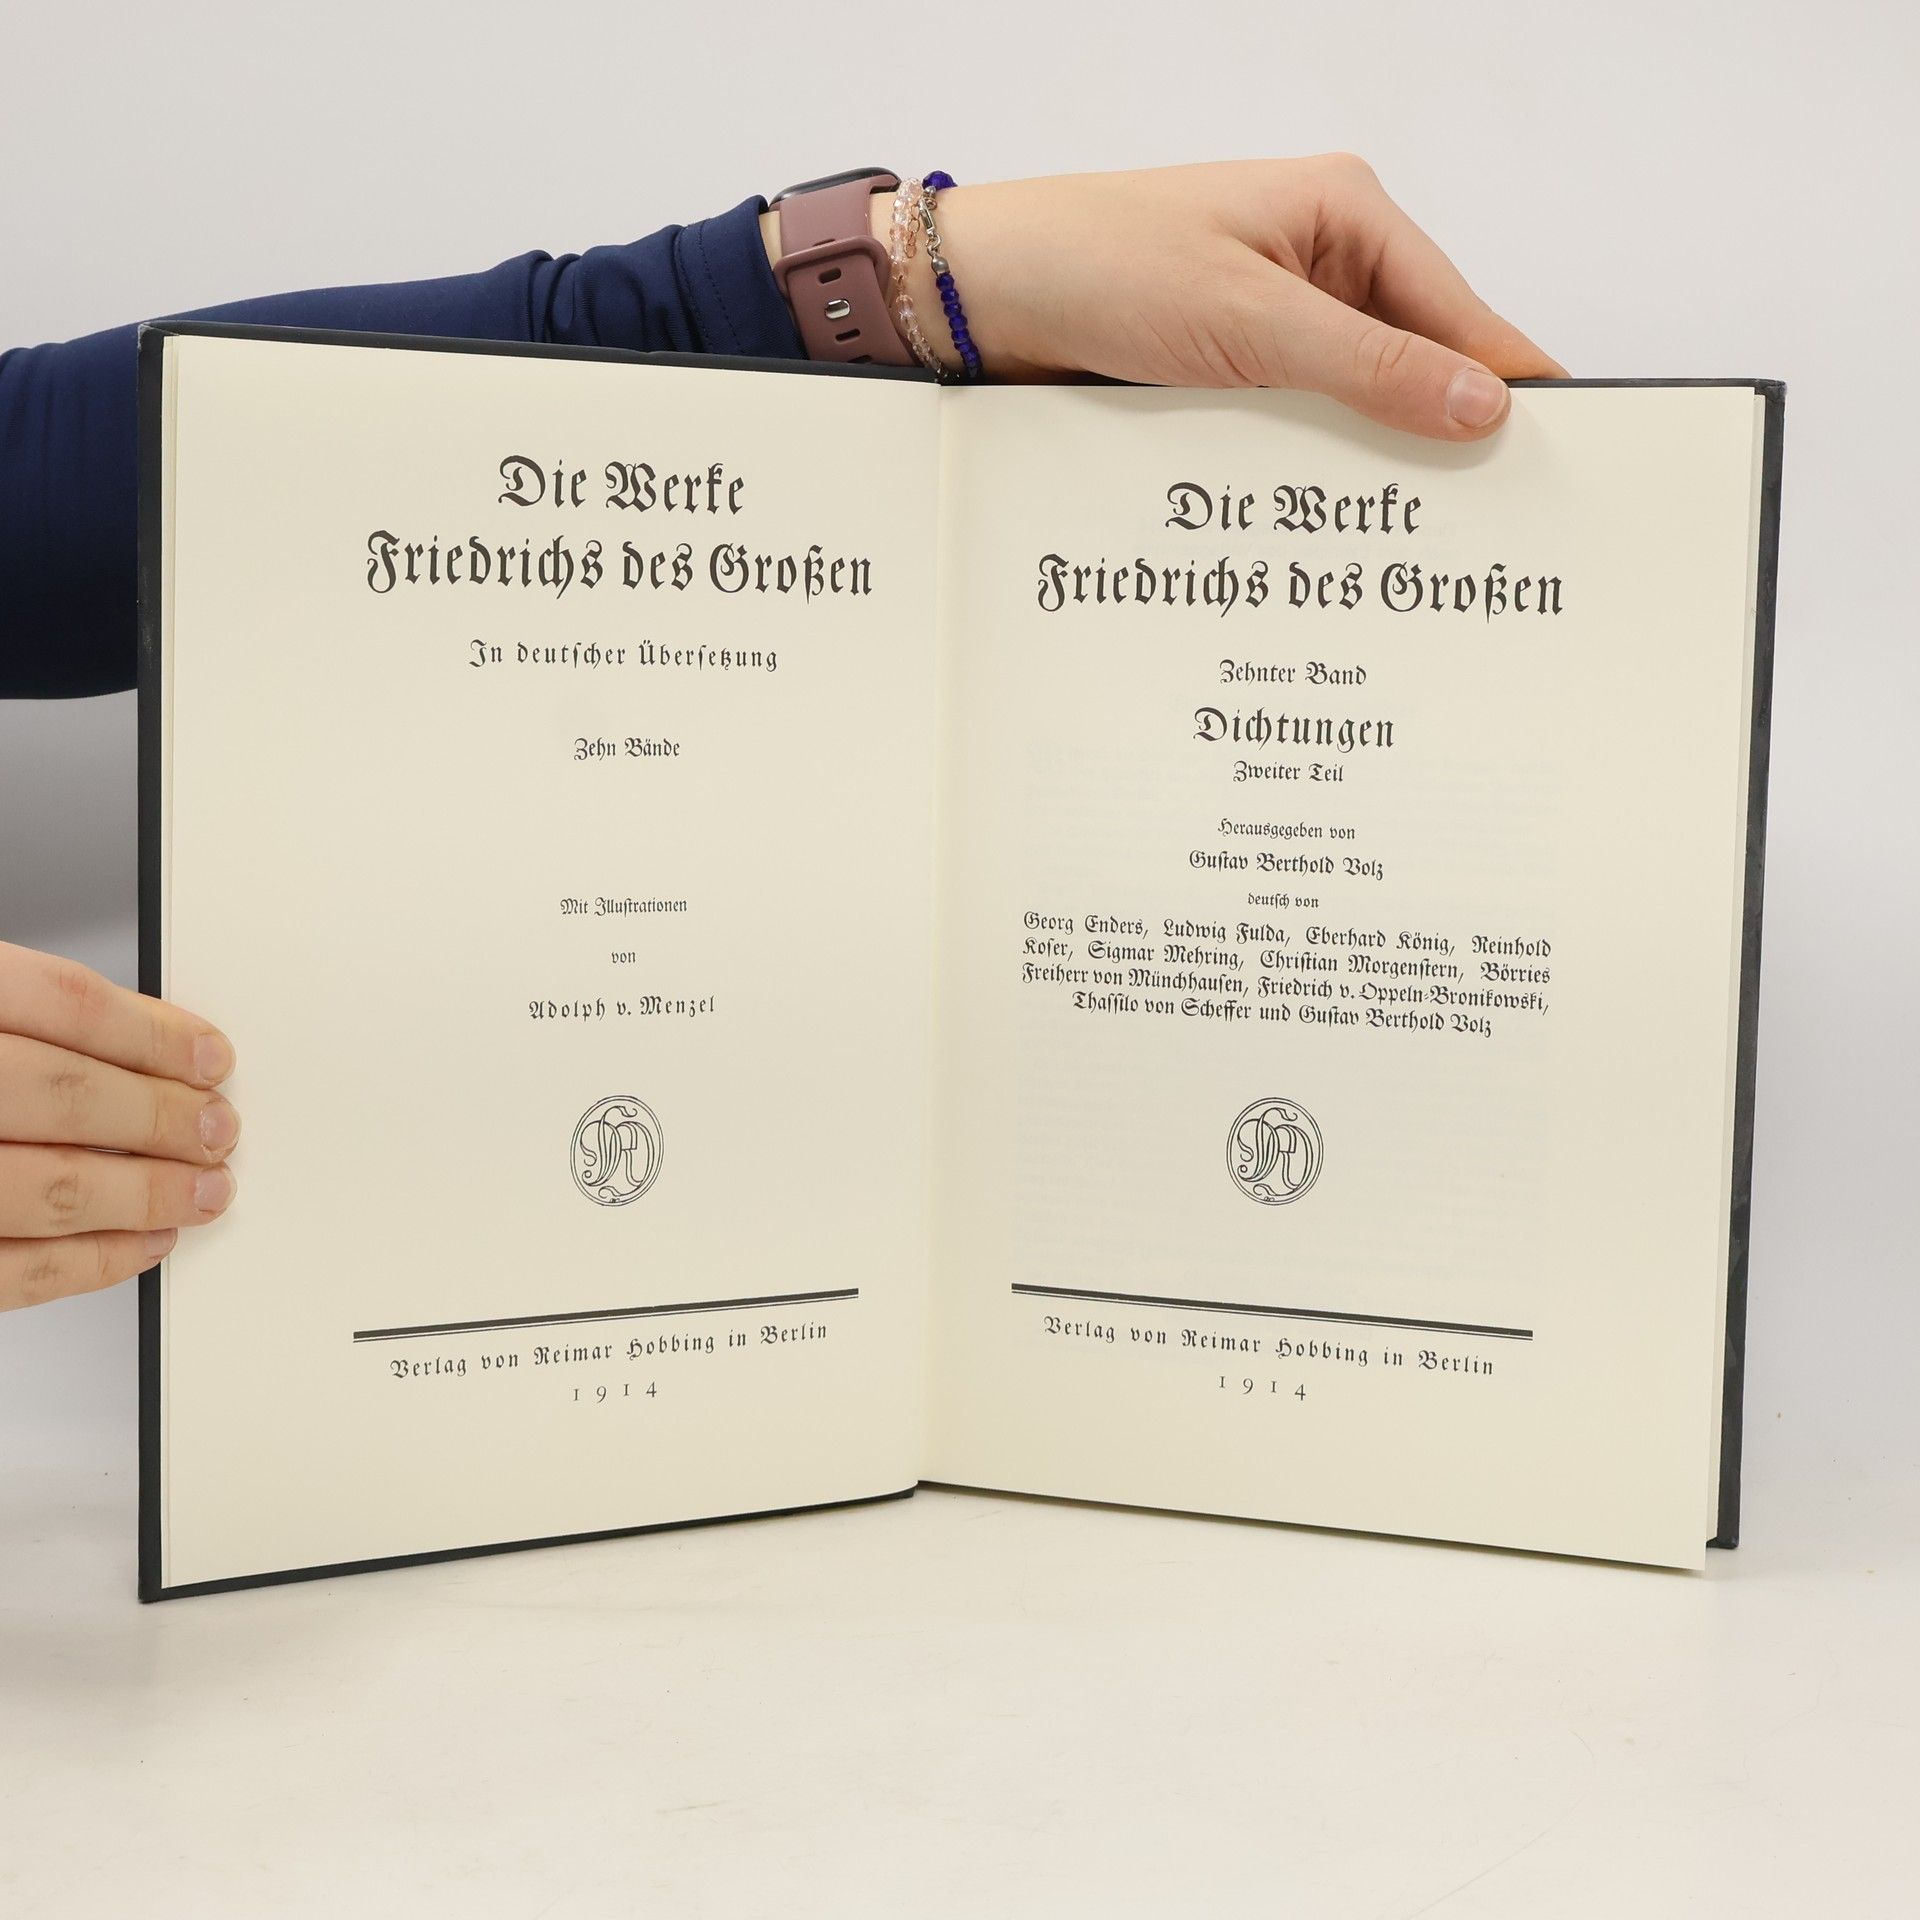 Die Werke
Friedrichs des Großen
In deutscher Übersetzung
Zehn Bände
Mit Illustrationen
von
Adolph v. Menzel
Verlag von Reimar Hobbing in Berlin
1914
Die Werke
Friedrichs des Großen
Zehnter Band
Dichtungen
Zweiter Teil
Herausgegeben von
Gustav Berthold Volz
deutsch von
Georg Enders, Ludwig Fulda, Eberhard König, Reinhold
Koser, Sigmar Mehring, Christian Morgenstern, Börries
Freiherr von Münchhausen, Friedrich v. Oppeln-Bronikowski,
Thassilo von Scheffer und Gustav Berthold Volz
Verlag von Reimar Hobbing in Berlin
1914